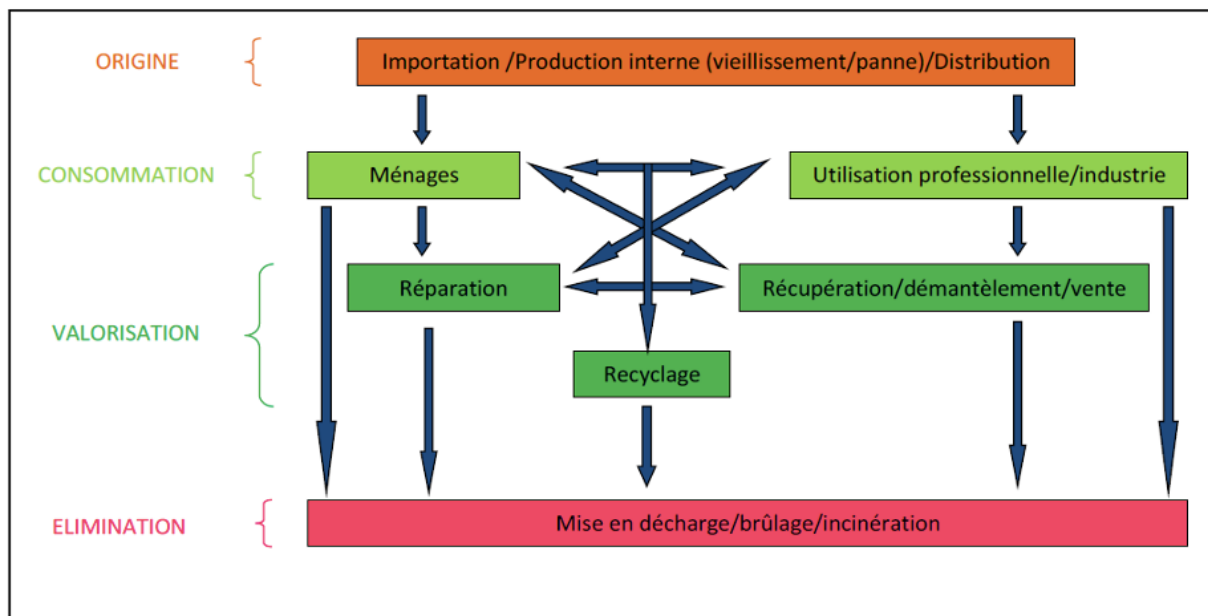 ORIGINE
Importation /Production interne (vieillissement/panne)/Distribution
CONSOMMATION
Ménages
Utilisation professionnelle/industrie
VALORISATION
Réparation
Récupération/démantèlement/vente
Recyclage
ELIMINATION
Mise en décharge/brûlage/incinération